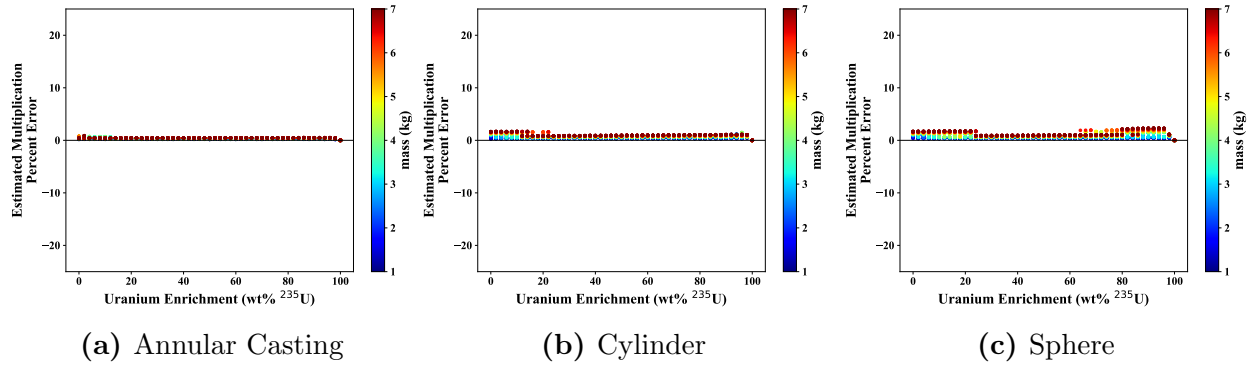 20
10
0
−10
−20
Estimated Multiplication
Percent Error
0 20 40 60 80 100
Uranium Enrichment (wt% ²³⁵U)
7
6
5
4
3
2
1
mass (kg)
(a) Annular Casting
20
10
0
−10
−20
Estimated Multiplication
Percent Error
0 20 40 60 80 100
Uranium Enrichment (wt% ²³⁵U)
7
6
5
4
3
2
1
mass (kg)
(b) Cylinder
20
10
0
−10
−20
Estimated Multiplication
Percent Error
0 20 40 60 80 100
Uranium Enrichment (wt% ²³⁵U)
7
6
5
4
3
2
1
mass (kg)
(c) Sphere